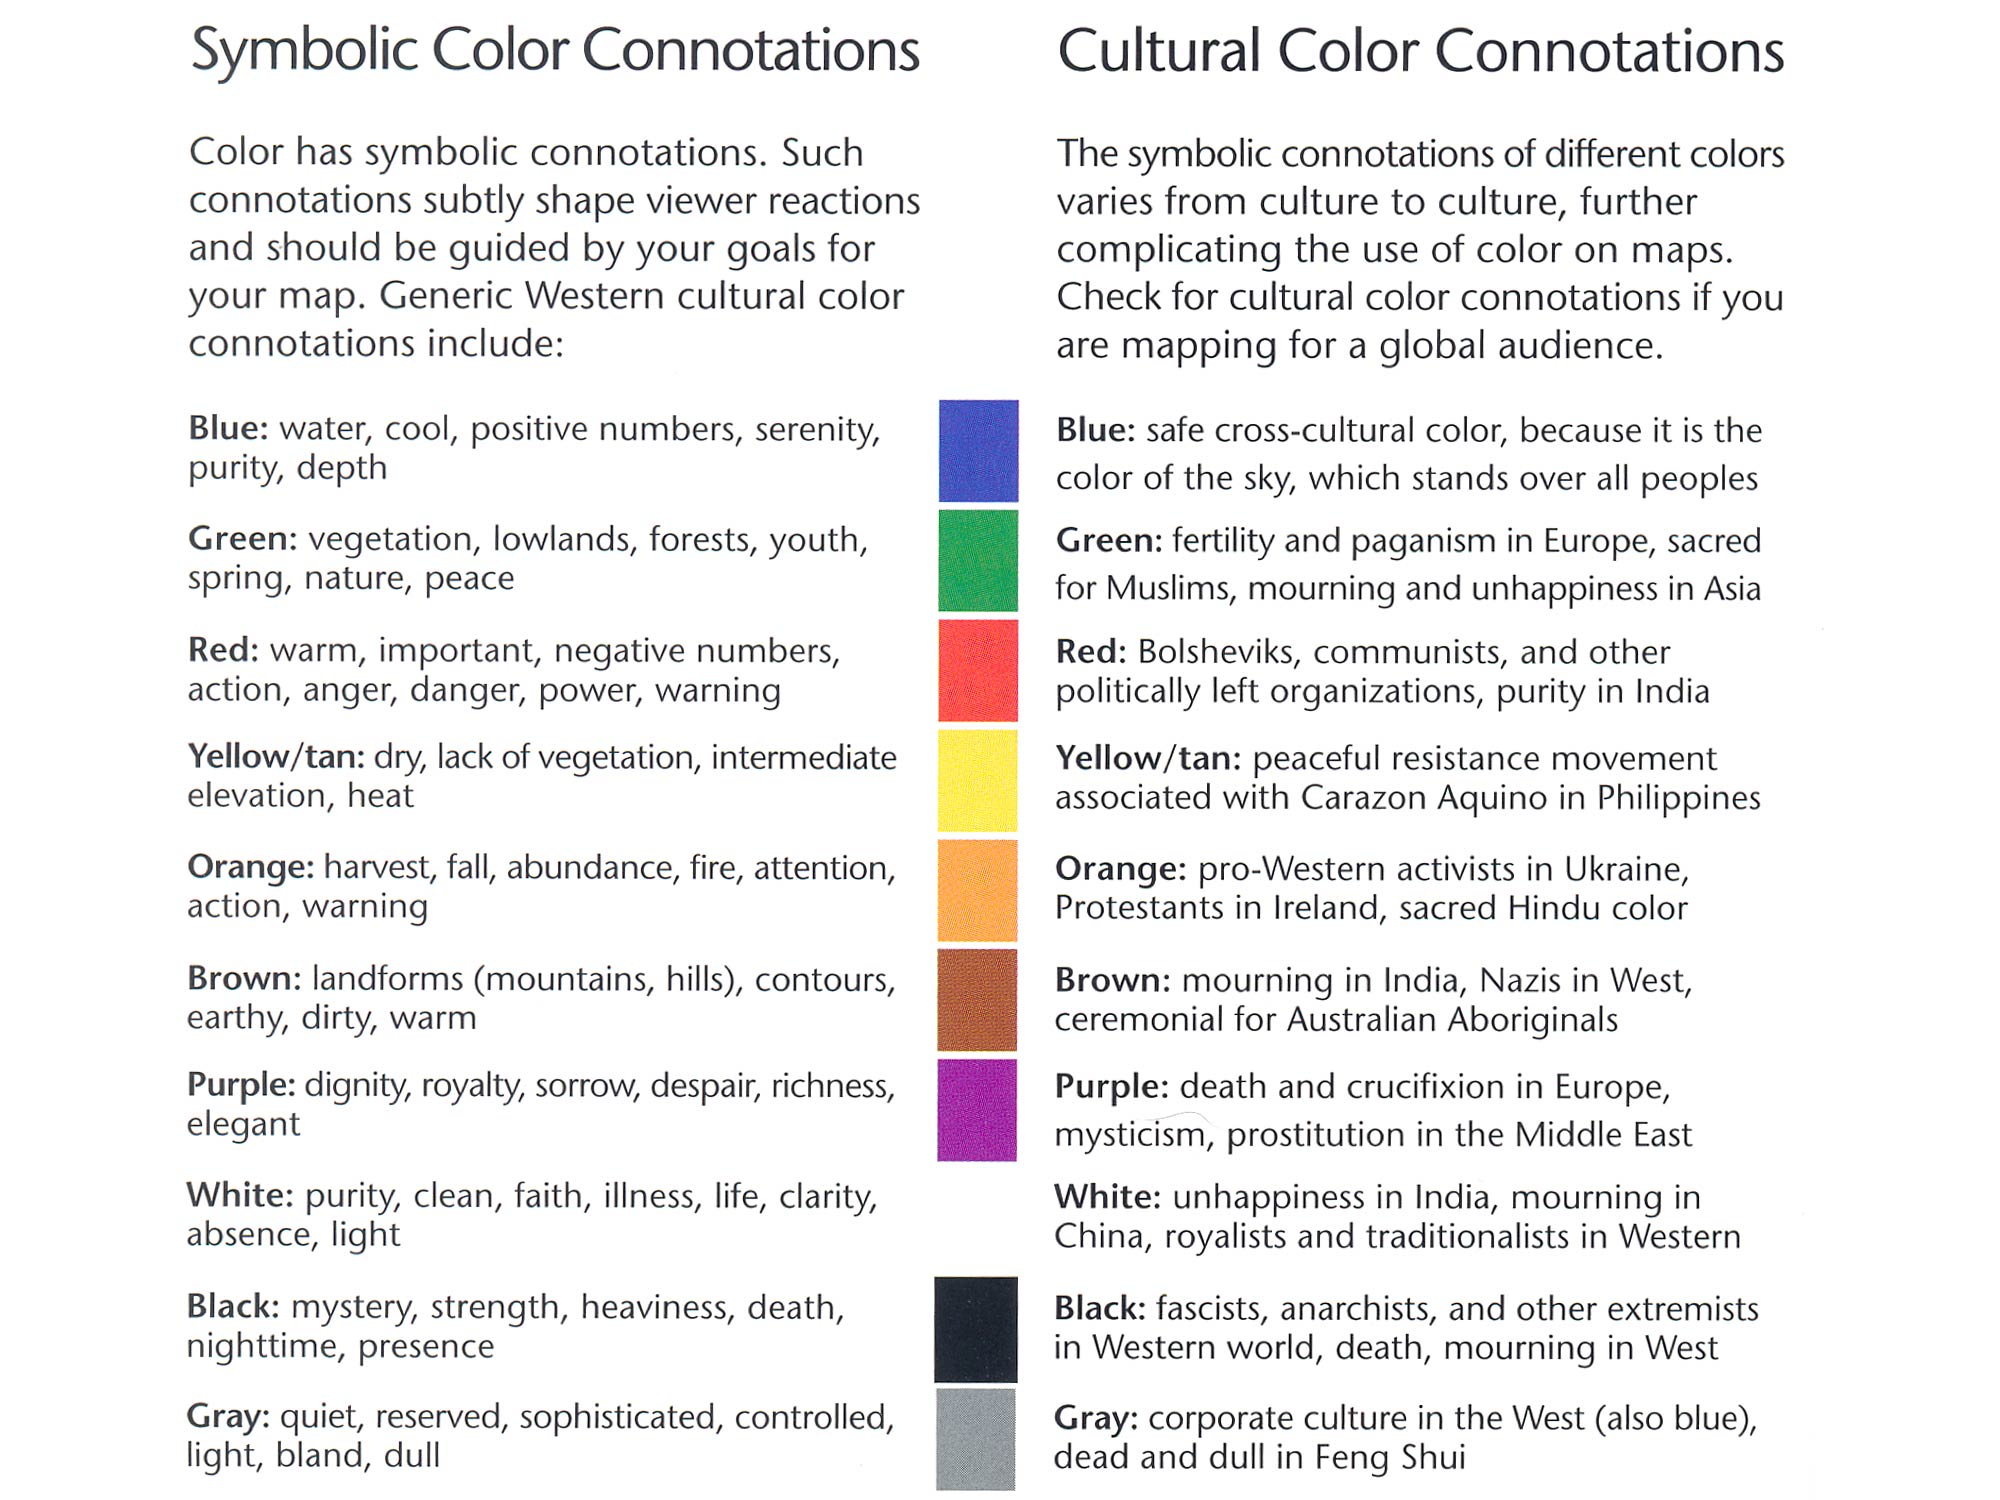 Symbolic Color Connotations
Color has symbolic connotations. Such
connotations subtly shape viewer reactions
and should be guided by your goals for
your map. Generic Western cultural color
connotations include:
Blue: water, cool, positive numbers, serenity,
purity, depth
Green: vegetation, lowlands, forests, youth,
spring, nature, peace
Red: warm, important, negative numbers,
action, anger, danger, power, warning
Yellow/tan: dry, lack of vegetation, intermediate
elevation, heat
Orange: harvest, fall, abundance, fire, attention,
action, warning
Brown: landforms (mountains, hills), contours,
earthy, dirty, warm
Purple: dignity, royalty, sorrow, despair, richness,
elegant
White: purity, clean, faith, illness, life, clarity,
absence, light
Black: mystery, strength, heaviness, death,
nighttime, presence
Gray: quiet, reserved, sophisticated, controlled,
light, bland, dull
Cultural Color Connotations
The symbolic connotations of different colors
varies from culture to culture, further
complicating the use of color on maps.
Check for cultural color connotations if you
are mapping for a global audience.
Blue: safe cross-cultural color, because it is the
color of the sky, which stands over all peoples
Green: fertility and paganism in Europe, sacred
for Muslims, mourning and unhappiness in Asia
Red: Bolsheviks, communists, and other
politically left organizations, purity in India
Yellow/tan: peaceful resistance movement
associated with Carazon Aquino in Philippines
Orange: pro-Western activists in Ukraine,
Protestants in Ireland, sacred Hindu color
Brown: mourning in India, Nazis in West,
ceremonial for Australian Aboriginals
Purple: death and crucifixion in Europe,
mysticism, prostitution in the Middle East
White: unhappiness in India, mourning in
China, royalists and traditionalists in Western
Black: fascists, anarchists, and other extremists
in Western world, death, mourning in West
Gray: corporate culture in the West (also blue),
dead and dull in Feng Shui